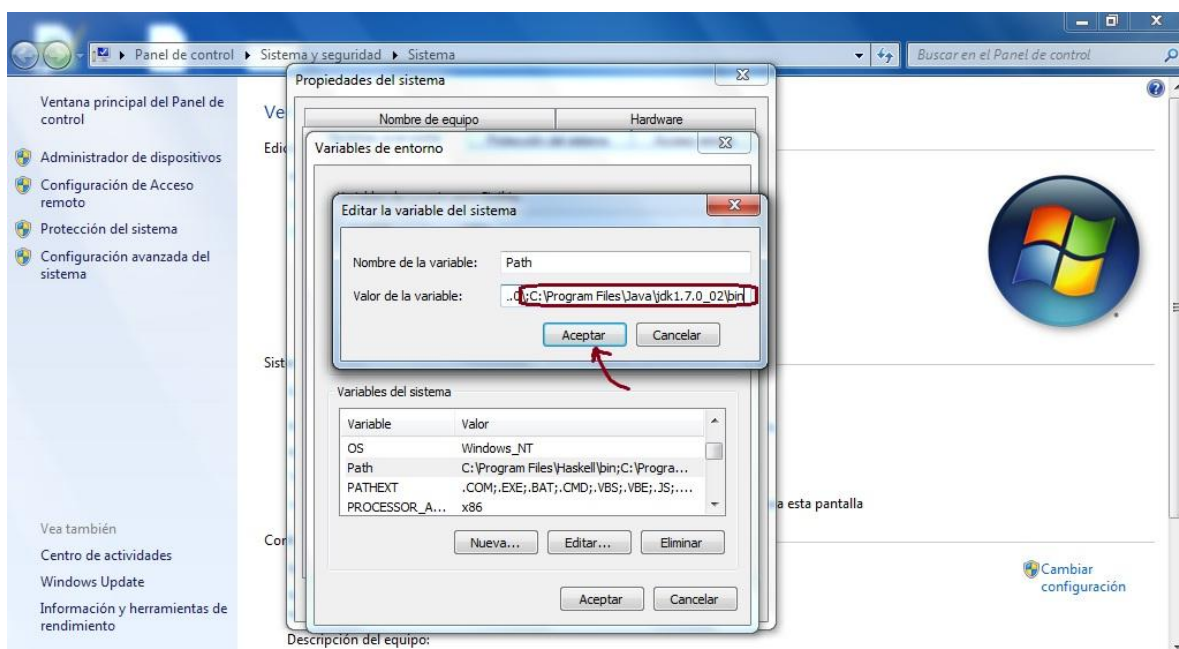 Panel de control ▸ Sistema y seguridad ▸ Sistema
Buscar en el Panel de control
Ventana principal del Panel de
control
Administrador de dispositivos
Configuración de Acceso
remoto
Protección del sistema
Configuración avanzada del
sistema
Vea también
Centro de actividades
Windows Update
Información y herramientas de
rendimiento
Ve
Edic
Sist
Cor
Propiedades del sistema
Nombre de equipo
Hardware
Variables de entorno
Editar la variable del sistema
Nombre de la variable:
Path
Valor de la variable:
..0\;C:\Program Files\Java\jdk1.7.0_02\bin
Aceptar
Cancelar
Variables del sistema
Variable Valor
OS Windows_NT
Path C:\Program Files\Haskell\bin;C:\Progra...
PATHEXT .COM;.EXE;.BAT;.CMD;.VBS;.VBE;.JS;....
PROCESSOR_A... x86
Nueva... Editar... Eliminar
Aceptar Cancelar
a esta pantalla
Cambiar
configuración
Descripción del equipo: